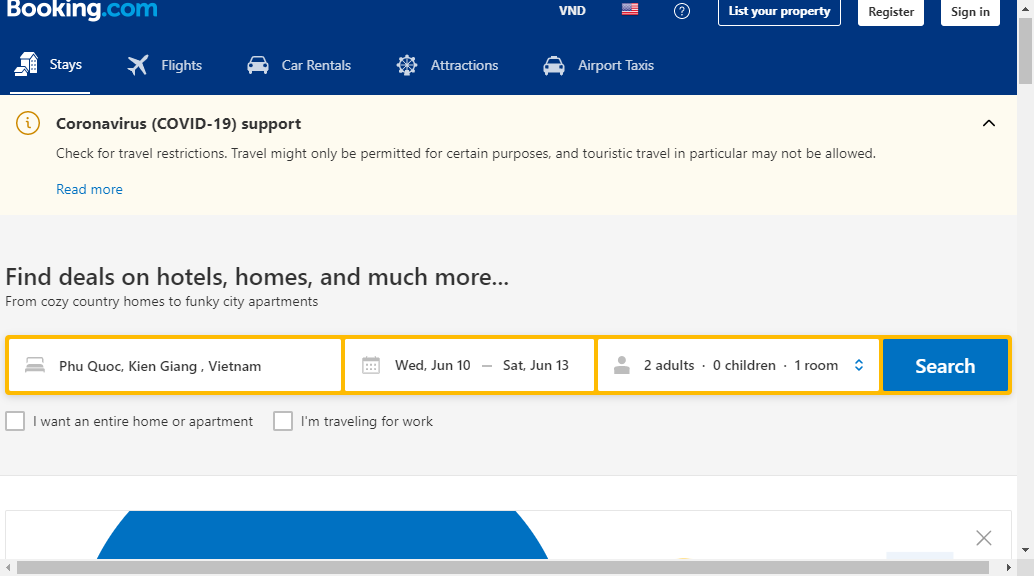 Booking.com
VND
?
List your property
Register
Sign in
Stays
Flights
Car Rentals
Attractions
Airport Taxis
Coronavirus (COVID-19) support
Check for travel restrictions. Travel might only be permitted for certain purposes, and touristic travel in particular may not be allowed.
Read more
Find deals on hotels, homes, and much more...
From cozy country homes to funky city apartments
Phu Quoc, Kien Giang , Vietnam
Wed, Jun 10 — Sat, Jun 13
2 adults · 0 children · 1 room
Search
I want an entire home or apartment
I'm traveling for work